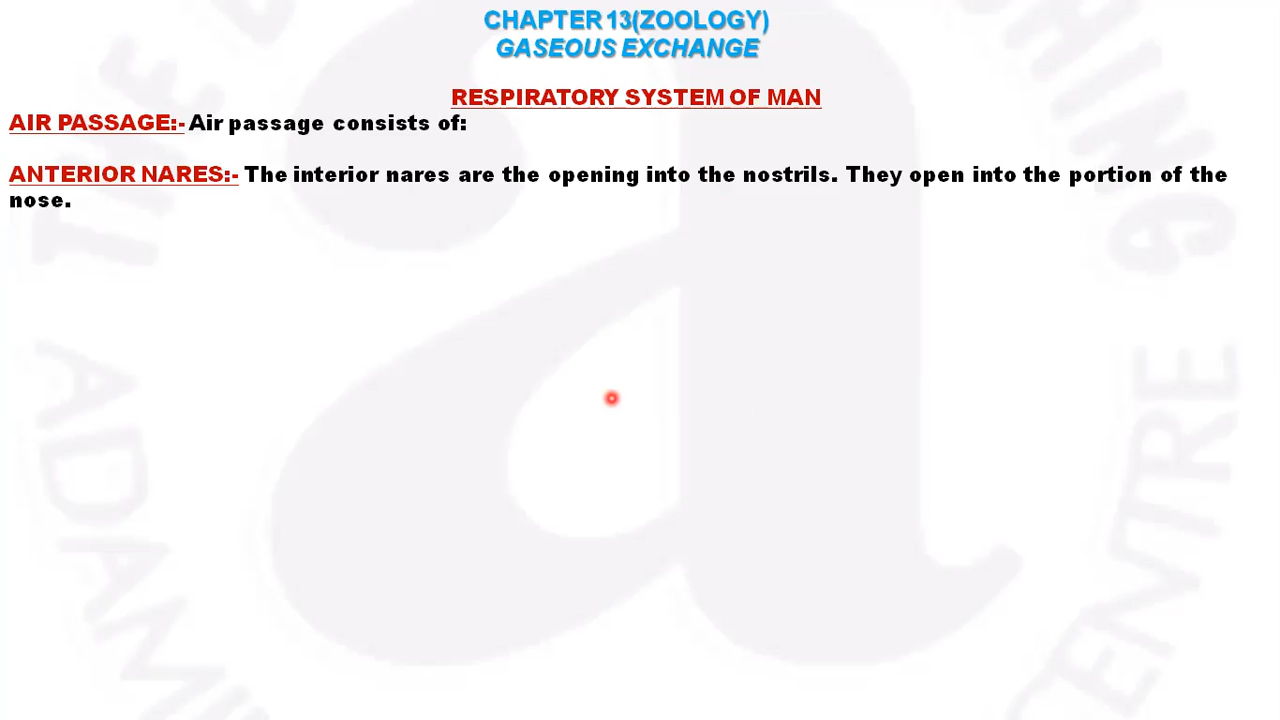 CHAPTER 13(ZOOLOGY)
GASEOUS EXCHANGE
RESPIRATORY SYSTEM OF MAN
AIR PASSAGE:- Air passage consists of:
ANTERIOR NARES:- The interior nares are the opening into the nostrils. They open into the portion of the
nose.